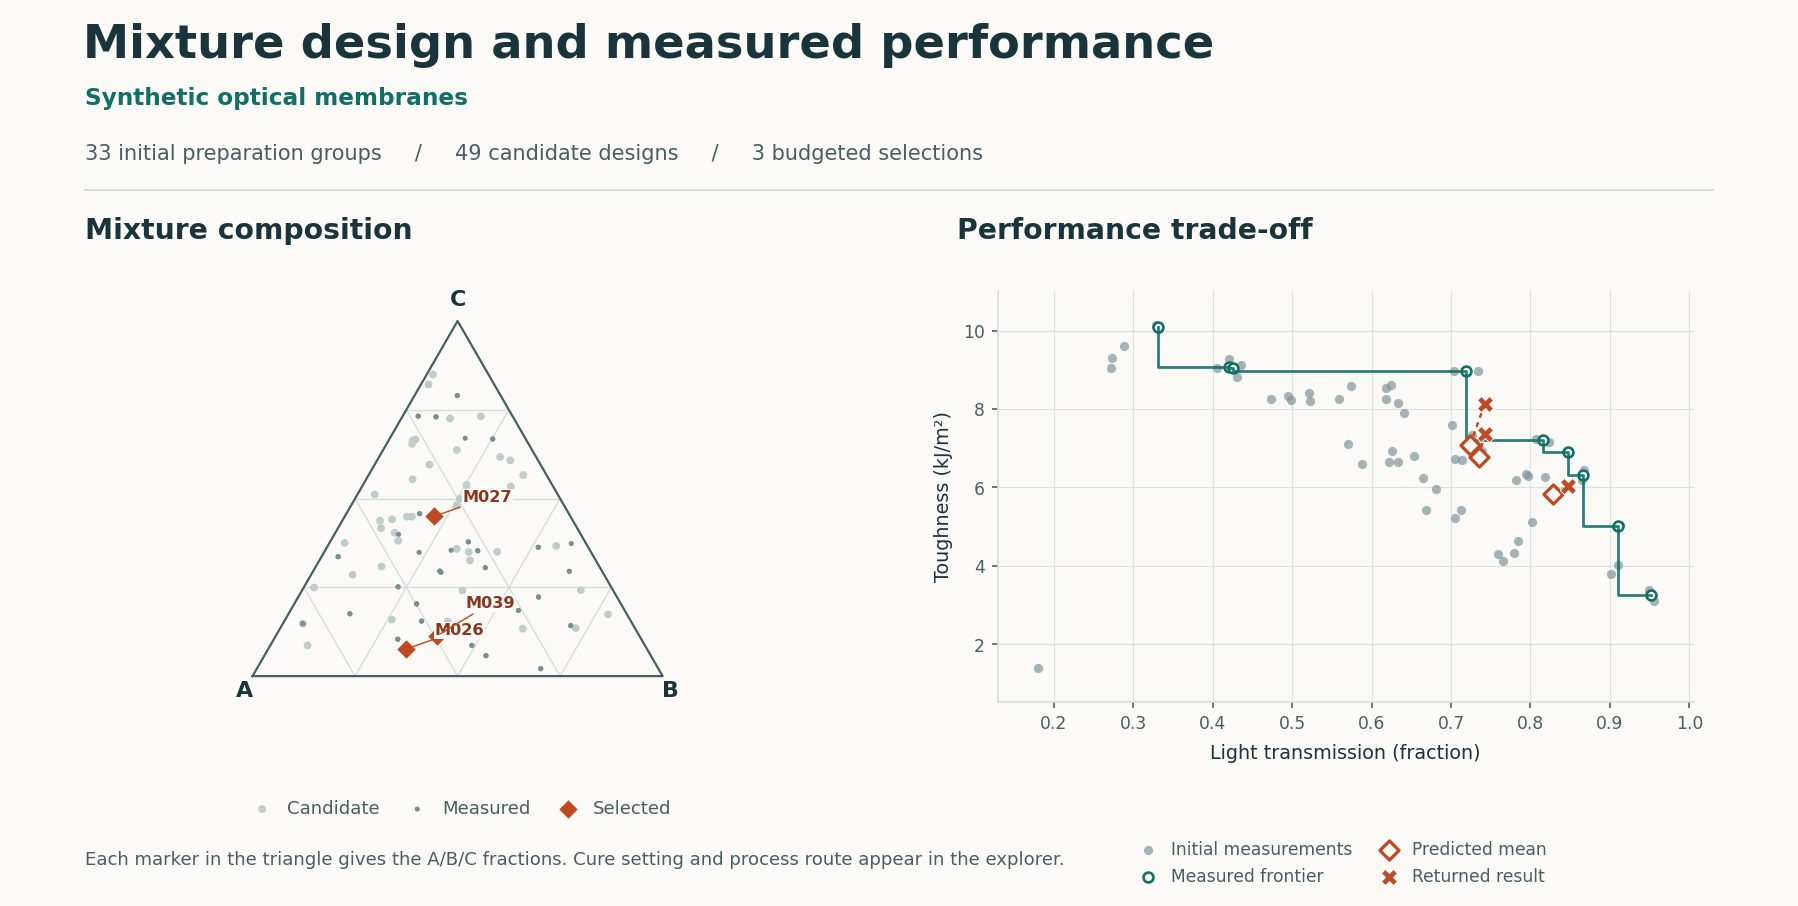 Mixture design and measured performance
Synthetic optical membranes
33 initial preparation groups / 49 candidate designs / 3 budgeted selections
Mixture composition
C
M027
M039
M026
A
B
Candidate
Measured
Selected
Each marker in the triangle gives the A/B/C fractions. Cure setting and process route appear in the explorer.
Performance trade-off
Toughness (kJ/m²)
10
8
6
4
2
0.2 0.3 0.4 0.5 0.6 0.7 0.8 0.9 1.0
Light transmission (fraction)
Initial measurements
Measured frontier
Predicted mean
Returned result